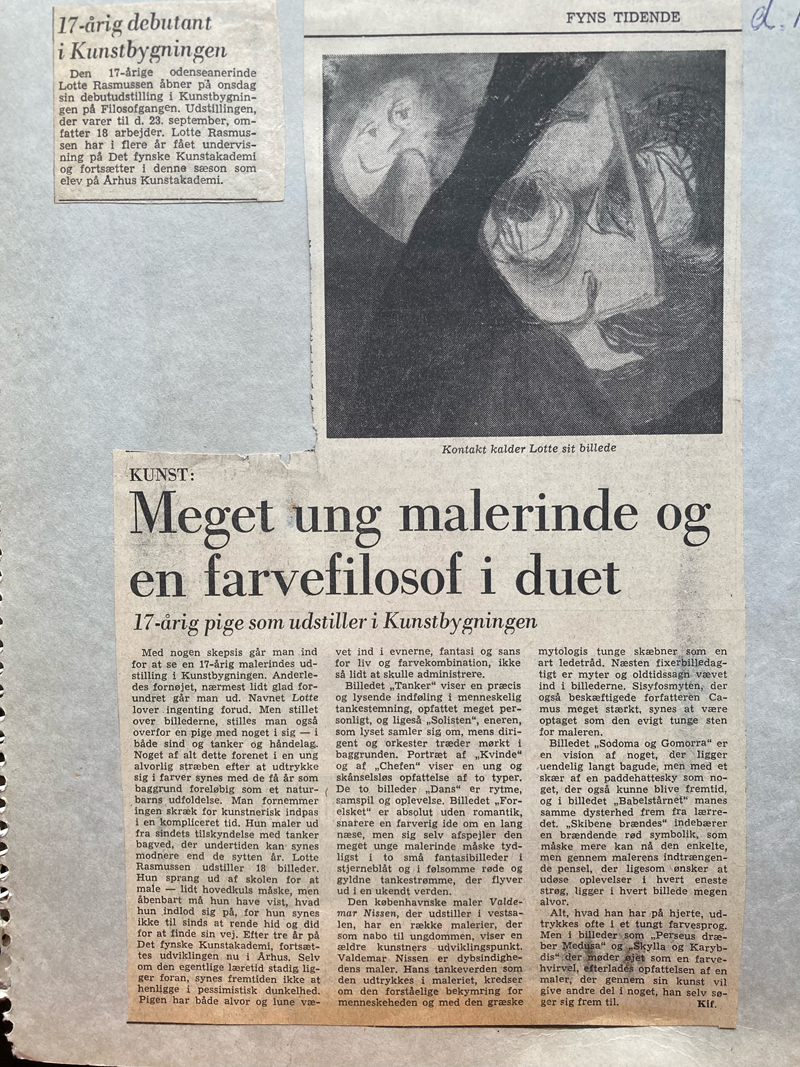 17-årig debutant
i Kunstbygningen
Den 17-årige odenseanerinde
Lotte Rasmussen åbner på onsdag
sin debutudstilling i Kunstbygnin-
gen på Filosofgangen. Udstillingen,
der varer til d. 23. september, om-
fatter 18 arbejder. Lotte Rasmus-
sen har i flere år fået undervis-
ning på Det fynske Kunstakademi
og fortsætter i denne sæson som
elev på Århus Kunstakademi.
FYNS TIDENDE
d.
Kontakt kalder Lotte sit billede
KUNST:
Meget ung malerinde og
en farvefilosof i duet
17-årig pige som udstiller i Kunstbygningen
Med nogen skepsis går man ind
for at se en 17-årig malerindes ud-
stilling i Kunstbygningen. Anderle-
des fornøjet, nærmest lidt glad for-
undret går man ud. Navnet Lotte
lover ingenting forud. Men stillet
over billederne, stilles man også
overfor en pige med noget i sig — i
både sind og tanker og håndelag.
Noget af alt dette forenet i en ung
alvorlig stræben efter at udtrykke
sig i farver synes med de få år som
baggrund foreløbig som et natur-
barns udfoldelse. Man fornemmer
ingen skræk for kunstnerisk indpas
i en kompliceret tid. Hun maler ud
fra sindets tilskyndelse med tanker
bagved, der undertiden kan synes
modnere end de sytten år. Lotte
Rasmussen udstiller 18 billeder.
Hun sprang ud af skolen for at
male — lidt hovedkuls måske, men
åbenbart må hun have vist, hvad
hun indlod sig på, for hun synes
ikke til sinds at rende hid og did
for at finde sin vej. Efter tre år på
Det fynske Kunstakademi, fortsæt-
tes udviklingen nu i Århus. Selv
om den egentlige læretid stadig lig-
ger foran, synes fremtiden ikke at
henligge i pessimistisk dunkelhed.
Pigen har både alvor og lune væ-
vet ind i evnerne, fantasi og sans
for liv og farvekombination, ikke
så lidt at skulle administrere.
Billedet „Tanker“ viser en præcis
og lysende indføling i menneskelig
tankestemning, opfattet meget per-
sonligt, og ligeså „Solisten“, eneren,
som lyset samler sig om, mens diri-
gent og orkester træder mørkt i
baggrunden. Portræt af „Kvinde“
og af „Chefen“ viser en ung og
skånselsløs opfattelse af to typer.
De to billeder „Dans“ er rytme,
samspil og oplevelse. Billedet „For-
elsket“ er absolut uden romantik,
snarere en farverig ide om en lang
næse, men sig selv afspejler den
meget unge malerinde måske tyd-
ligst i to små fantasibilleder i
stjerneblåt og i følsomme røde og
gyldne tankestrømme, der flyver
ud i en ukendt verden.
Den københavnske maler Valde-
mar Nissen, der udstiller i vestsa-
len, har en række malerier, der
som nabo til ungdommen, viser en
ældre kunstners udviklingspunkt.
Valdemar Nissen er dybsindighe-
dens maler. Hans tankeverden som
den udtrykkes i maleriet, kredser
om den forståelige bekymring for
menneskeheden og med den græske
mytologis tunge skæbner som en
art ledetråd. Næsten fixerbilledag-
tigt er myter og oldtidssagn vævet
ind i billederne. Sisyfosmyten, der
også beskæftigede forfatteren Ca-
mus meget stærkt, synes at være
optaget som den evigt tunge sten
for maleren.
Billedet „Sodoma og Gomorra“ er
en vision af noget, der ligger
uendelig langt bagude, men med et
skær af en paddehattesky som no-
get, der også kunne blive fremtid,
og i billedet „Babelstårnet“ manes
samme dysterhed frem fra lærre-
det. „Skibene brændes“ indebærer
en brændende rød symbolik, som
måske mere kan nå den enkelte,
men gennem malerens indtrængen-
de pensel, der ligesom ønsker at
udøse oplevelser i hvert eneste
strøg, ligger i hvert billede megen
alvor.
Alt, hvad han har på hjerte, ud-
trykkes ofte i et tungt farvesprog.
Men i billeder som „Perseus dræ-
ber Medusa“ og „Skylla og Karyb-
dis“ der møder øjet som en farve-
hvirvel, efterlades opfattelsen af en
maler, der gennem sin kunst vil
give andre del i noget, han selv sø-
ger sig frem til.
Kif.